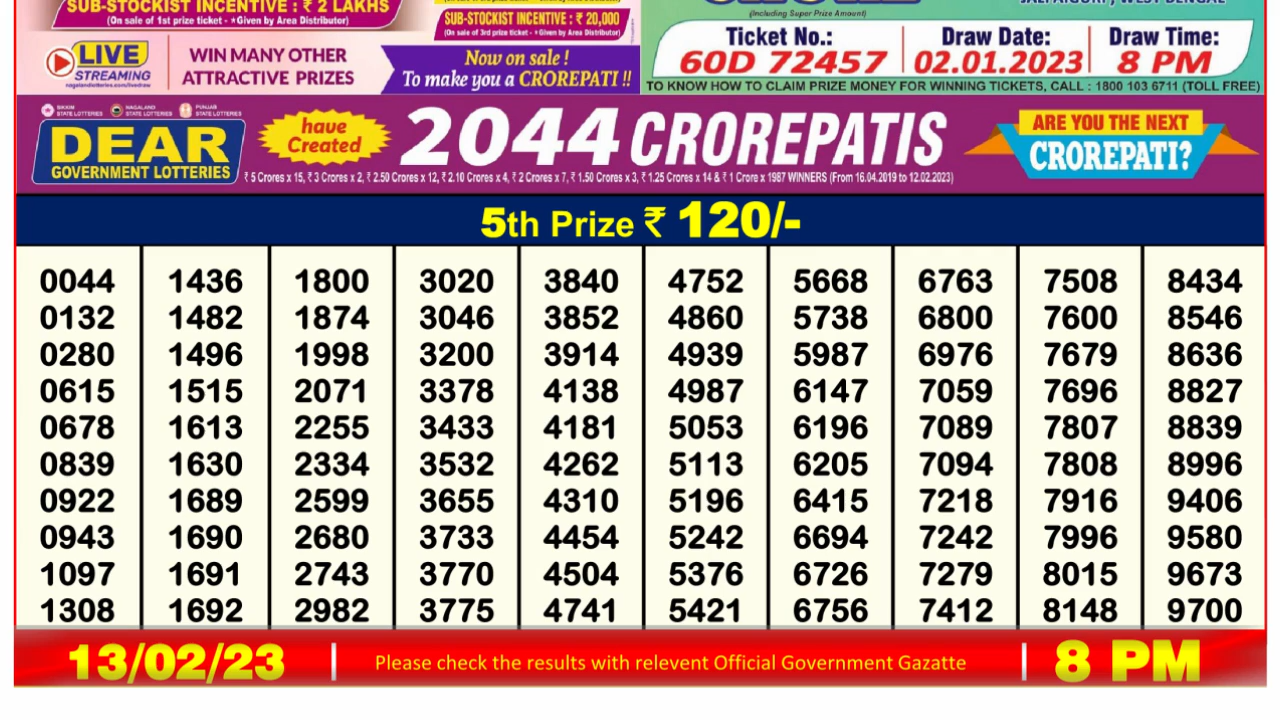 SUB-STOCKIST INCENTIVE : ₹ 2 LAKHS
(On sale of 1st prize ticket - *Given by Area Distributor)
SUB-STOCKIST INCENTIVE : ₹ 20,000
(On sale of 3rd prize ticket - *Given by Area Distributor)
LIVE
STREAMING
nagalandlotteries.com/livedraw
WIN MANY OTHER
ATTRACTIVE PRIZES
Now on sale !
To make you a CROREPATI !!
(Including Super Prize Amount)
JALPAIGURI, WEST BENGAL
Ticket No.:
60D 72457
Draw Date:
02.01.2023
Draw Time:
8 PM
TO KNOW HOW TO CLAIM PRIZE MONEY FOR WINNING TICKETS, CALL : 1800 103 6711 (TOLL FREE)
SIKKIM STATE LOTTERIES
NAGALAND STATE LOTTERIES
PUNJAB STATE LOTTERIES
DEAR
GOVERNMENT LOTTERIES
have
Created
2044 CROREPATIS
₹ 5 Crores x 15, ₹ 3 Crores x 2, ₹ 2.50 Crores x 12, ₹ 2.10 Crores x 4, ₹ 2 Crores x 7, ₹ 1.50 Crores x 3, ₹ 1.25 Crores x 14 & ₹ 1 Crore x 1987 WINNERS (From 16.04.2019 to 12.02.2023)
ARE YOU THE NEXT
CROREPATI?
5th Prize ₹ 120/-
0044 1436 1800 3020 3840 4752 5668 6763 7508 8434
0132 1482 1874 3046 3852 4860 5738 6800 7600 8546
0280 1496 1998 3200 3914 4939 5987 6976 7679 8636
0615 1515 2071 3378 4138 4987 6147 7059 7696 8827
0678 1613 2255 3433 4181 5053 6196 7089 7807 8839
0839 1630 2334 3532 4262 5113 6205 7094 7808 8996
0922 1689 2599 3655 4310 5196 6415 7218 7916 9406
0943 1690 2680 3733 4454 5242 6694 7242 7996 9580
1097 1691 2743 3770 4504 5376 6726 7279 8015 9673
1308 1692 2982 3775 4741 5421 6756 7412 8148 9700
13/02/23 | Please check the results with relevent Official Government Gazatte | 8 PM